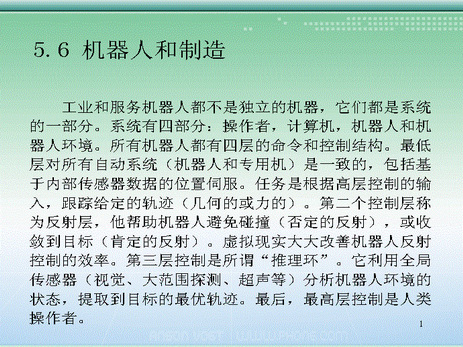 5.6 机器人和制造
工业和服务机器人都不是独立的机器，它们都是系统
的一部分。系统有四部分：操作者，计算机，机器人和机
器人环境。所有机器人都有四层的命令和控制结构。最低
层对所有自动系统（机器人和专用机）是一致的，包括基
于内部传感器数据的位置伺服。任务是根据高层控制的输
入，跟踪给定的轨迹（几何的或力的）。第二个控制层称
为反射层，他帮助机器人避免碰撞（否定的反射），或收
敛到目标（肯定的反射）。虚拟现实大大改善机器人反射
控制的效率。第三层控制是所谓“推理环”。它利用全局
传感器（视觉、大范围探测、超声等）分析机器人环境的
状态，提取到目标的最优轨迹。最后，最高层控制是人类
操作者。
1